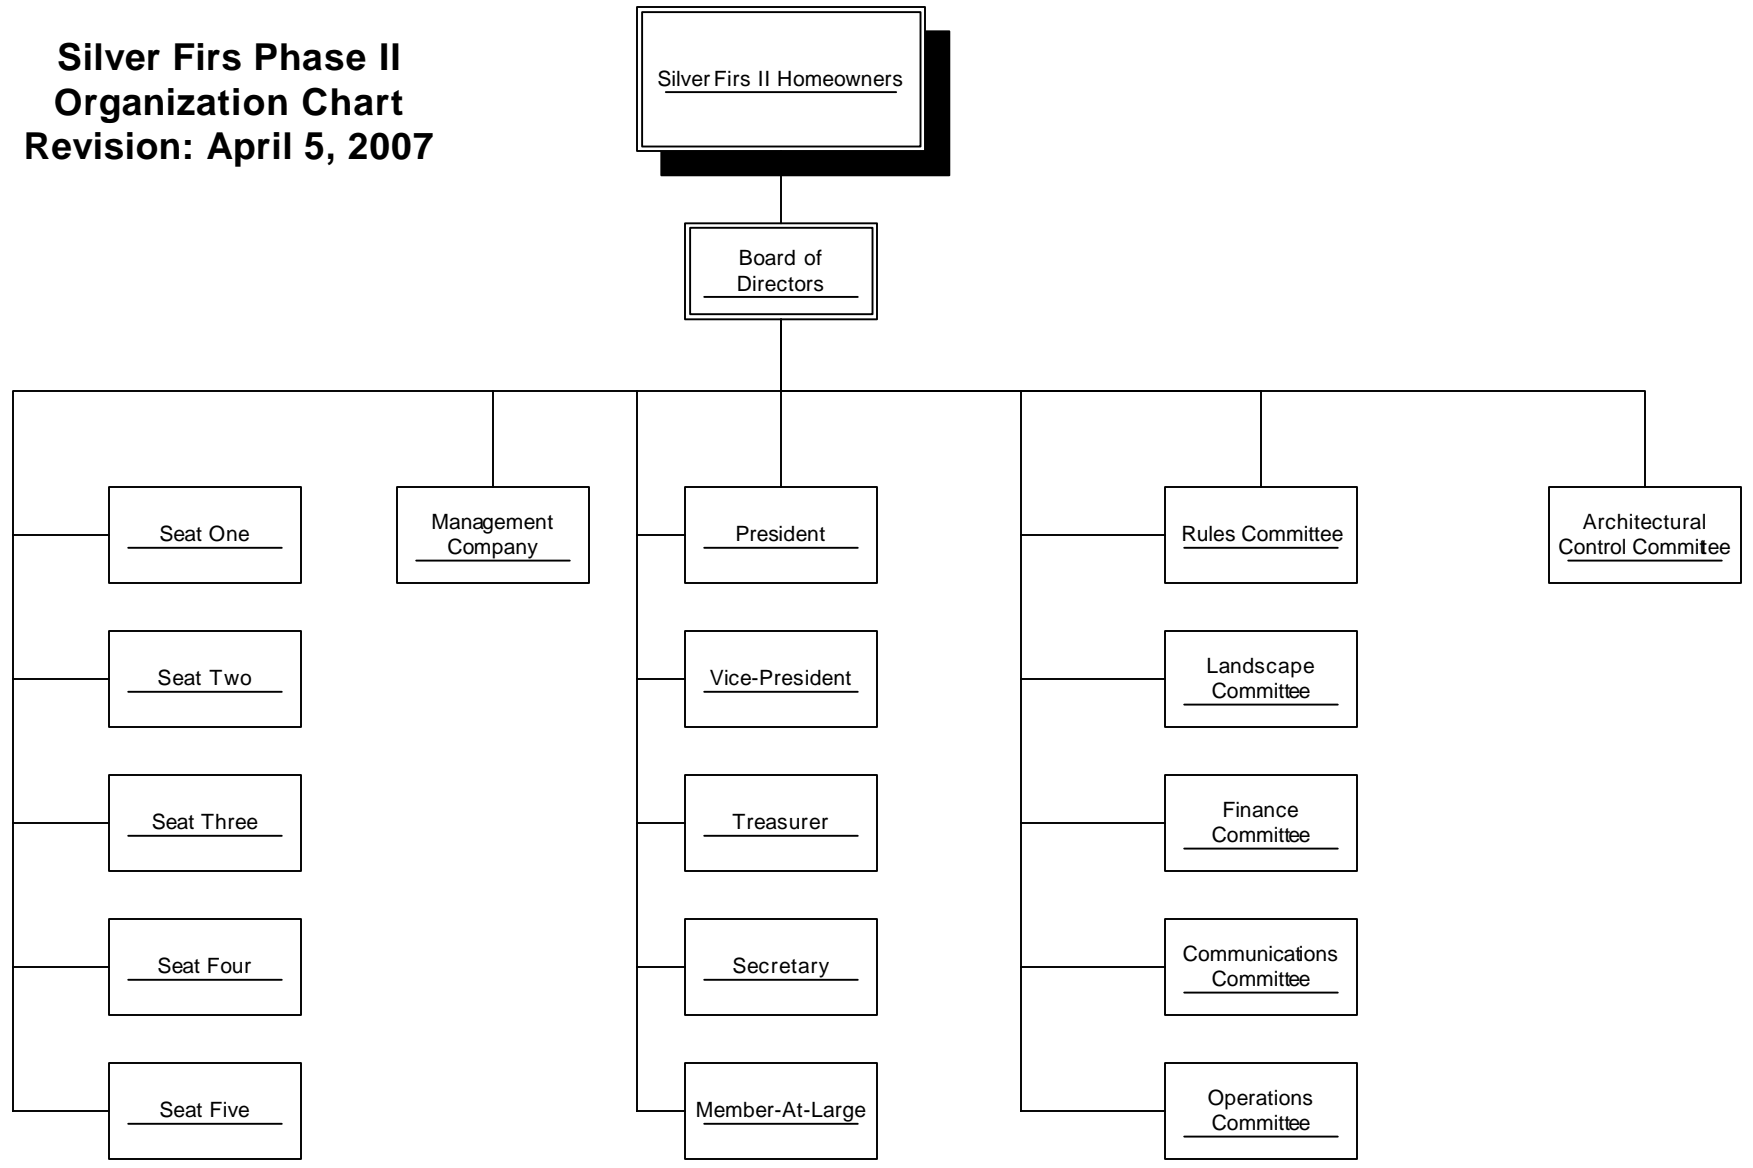 Silver Firs Phase II
Organization Chart
Revision: April 5, 2007
Silver Firs II Homeowners
Board of
Directors
Seat One
Management
Company
President
Rules Committee
Architectural
Control Committee
Seat Two
Vice-President
Landscape
Committee
Seat Three
Treasurer
Finance
Committee
Seat Four
Secretary
Communications
Committee
Seat Five
Member-At-Large
Operations
Committee